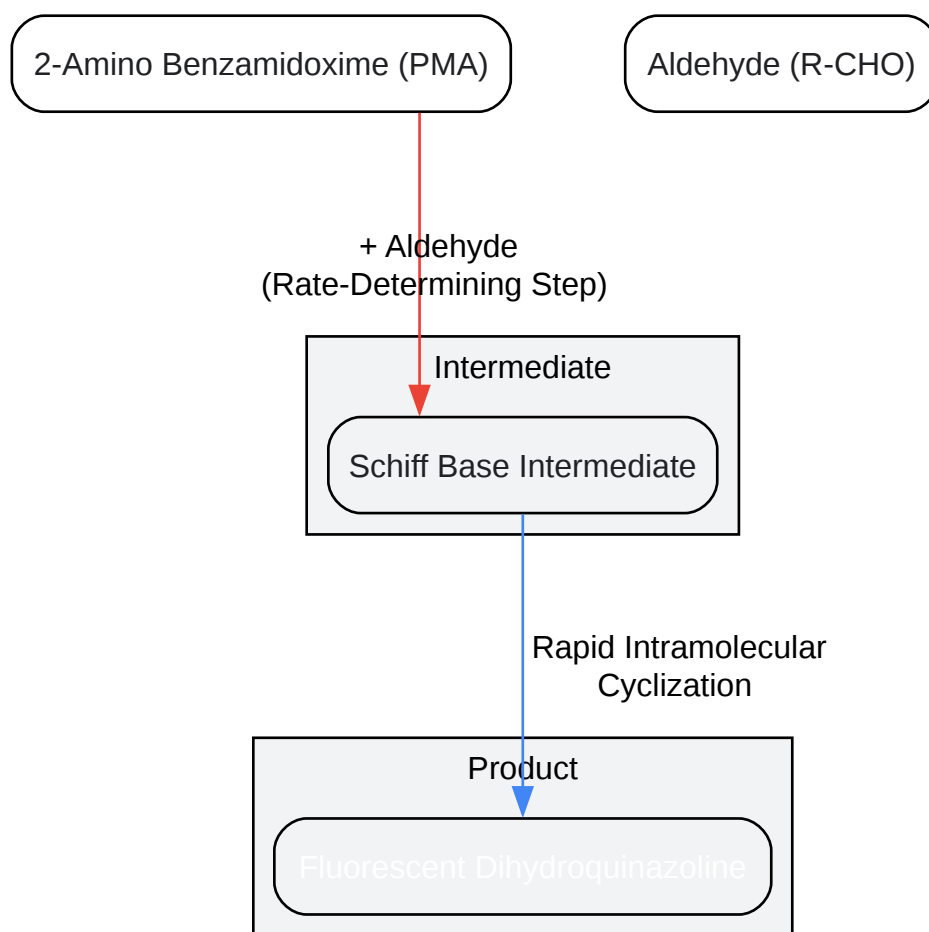 2-Amino Benzamidoxime (PMA)
Aldehyde (R-CHO)
+ Aldehyde
(Rate-Determining Step)
Intermediate
Schiff Base Intermediate
Rapid Intramolecular
Cyclization
Product
Fluorescent Dihydroquinazoline